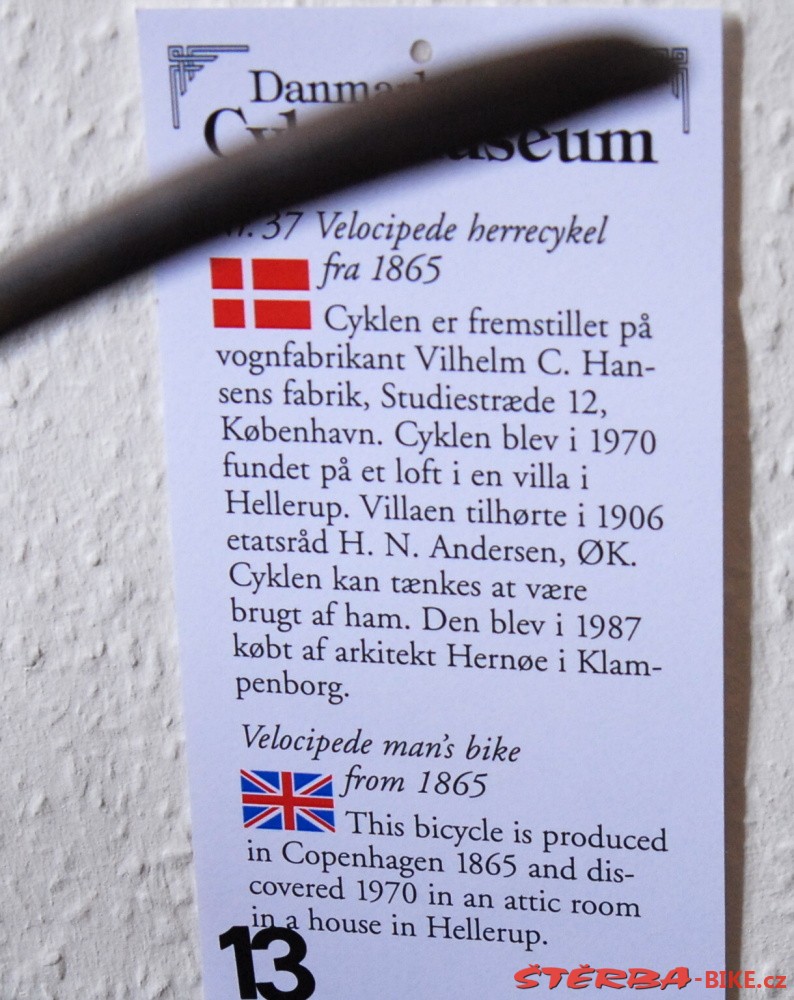 37 Velocipede herrecykel
fra 1865
Cyklen er fremstillet på
vognfabrikant Vilhelm C. Han-
sens fabrik, Studiestræde 12,
København. Cyklen blev i 1970
fundet på et loft i en villa i
Hellerup. Villaen tilhørte i 1906
etatsråd H. N. Andersen, ØK.
Cyklen kan tænkes at være
brugt af ham. Den blev i 1987
købt af arkitekt Hernøe i Klam-
penborg.
Velocipede man's bike
from 1865
This bicycle is produced
in Copenhagen 1865 and dis-
covered 1970 in an attic room
in a house in Hellerup.
13
ŠTĚRBA-BIKE.cz